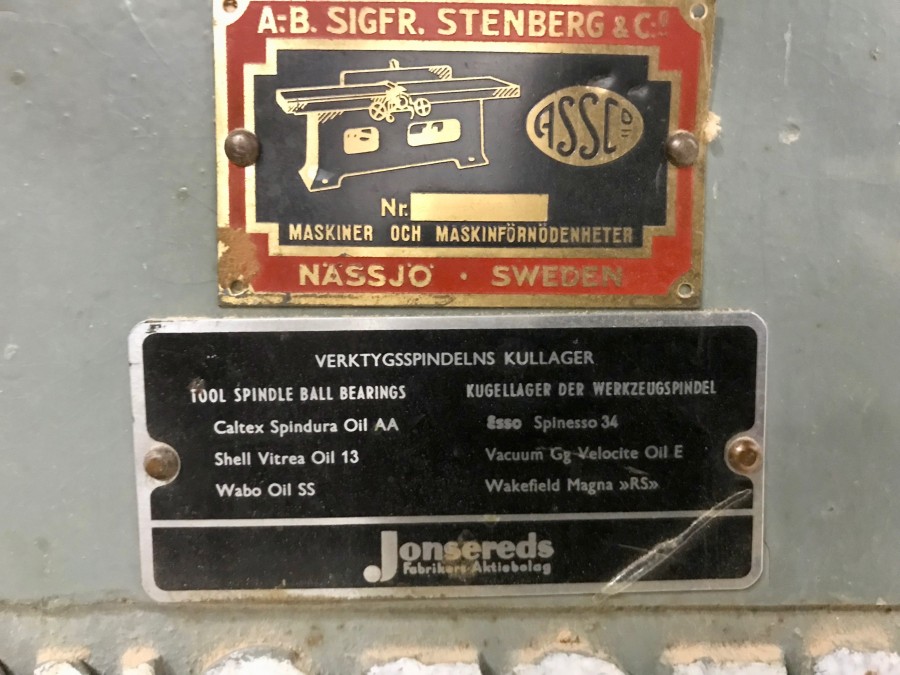 A.-B. SIGFR. STENBERG & C:º
ASSCo
Nr.
MASKINER OCH MASKINFÖRNÖDENHETER
NÄSSJÖ · SWEDEN
VERKTYGSSPINDELNS KULLAGER
TOOL SPINDLE BALL BEARINGS
KUGELLAGER DER WERKZEUGSPINDEL
Caltex Spindura Oil AA
Esso Spinesso 34
Shell Vitrea Oil 13
Vacuum Gg Velocite Oil E
Wabo Oil SS
Wakefield Magna »RS»
Jonsereds
Fabrikers Aktiebolag